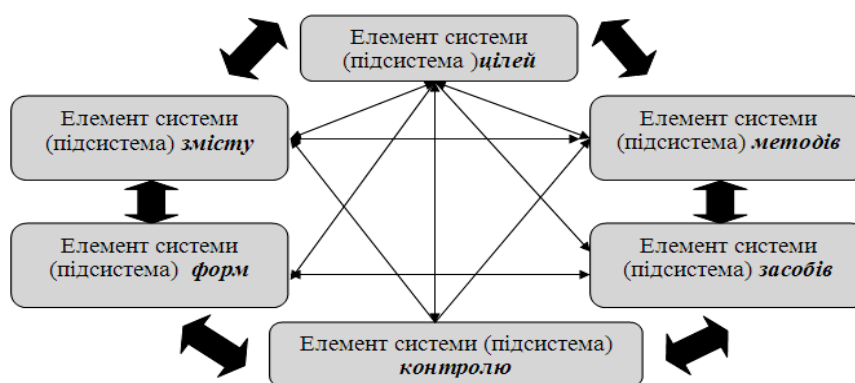 Елемент системи
(підсистема )цілей
Елемент системи
(підсистема) змісту
Елемент системи
(підсистема) методів
Елемент системи
(підсистема) форм
Елемент системи
(підсистема) засобів
Елемент системи (підсистема)
контролю